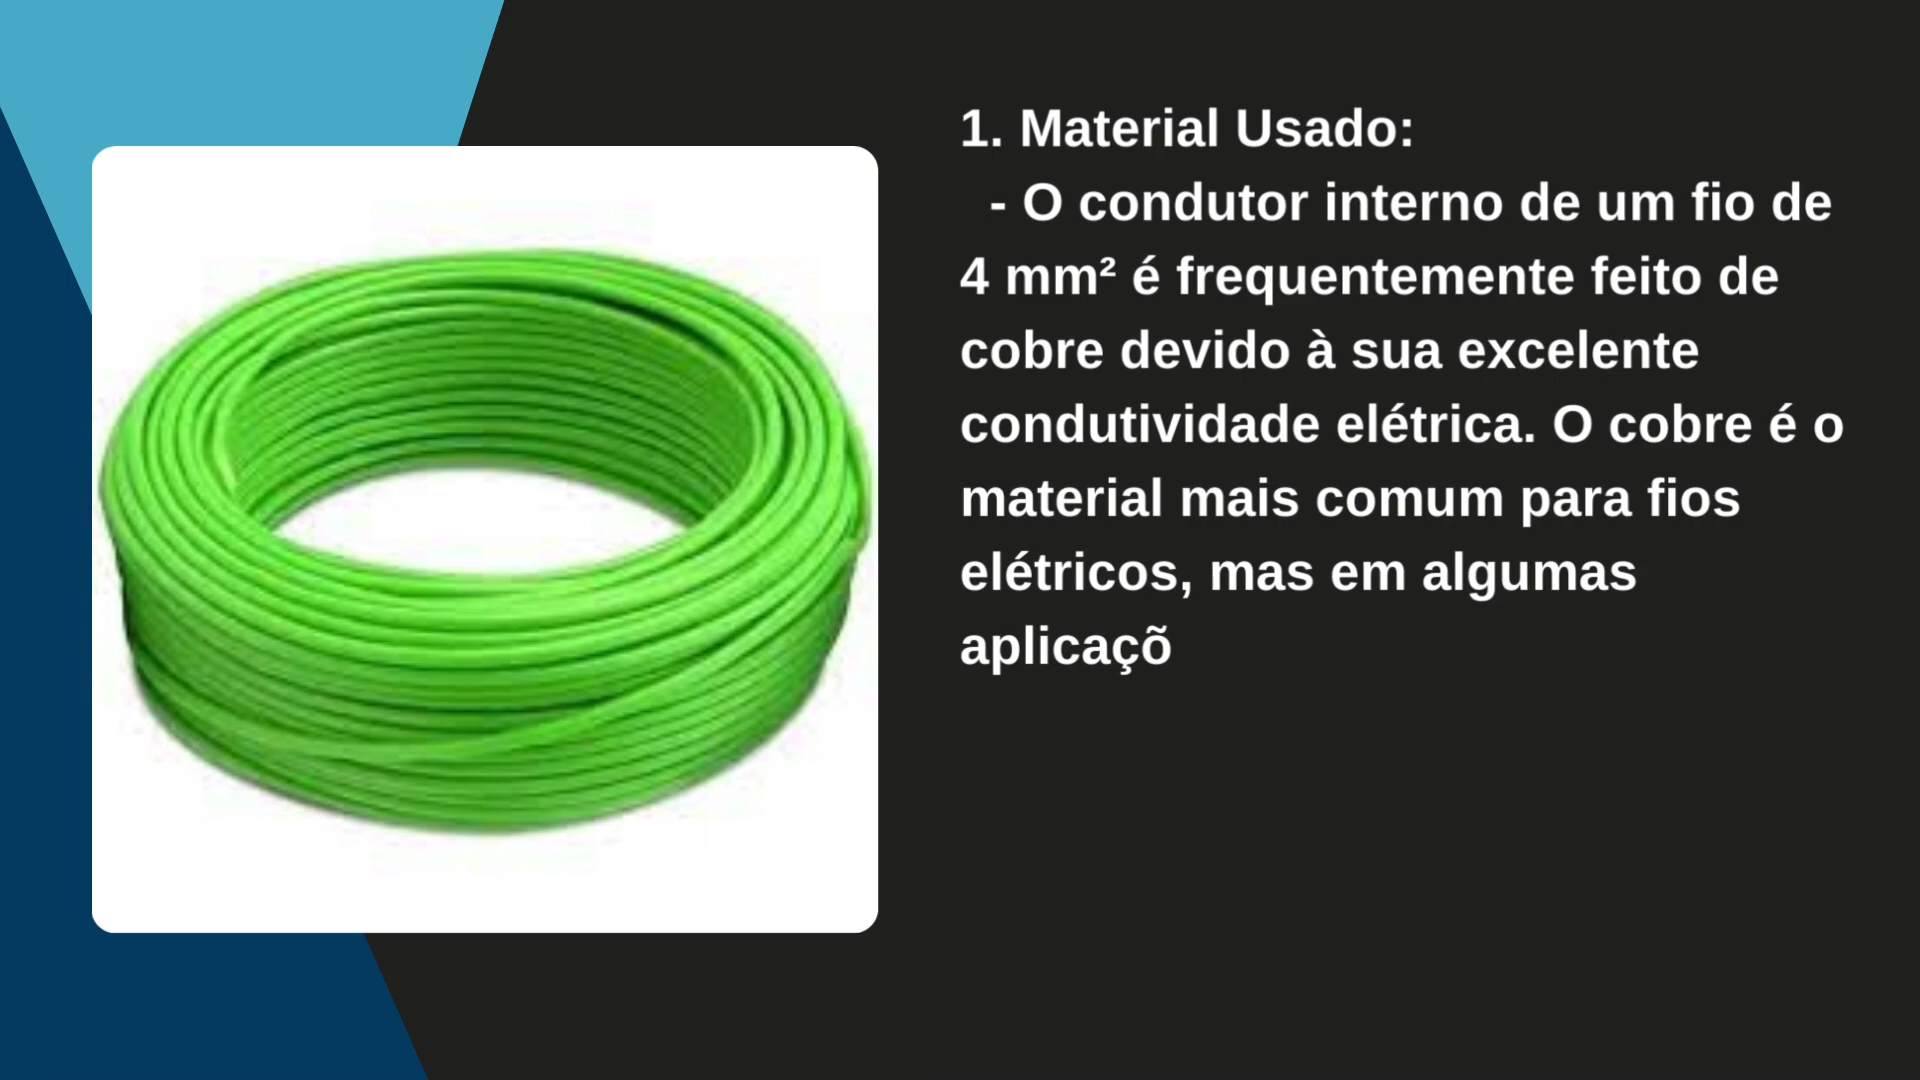 1. Material Usado:
- O condutor interno de um fio de
4 mm² é frequentemente feito de
cobre devido à sua excelente
condutividade elétrica. O cobre é o
material mais comum para fios
elétricos, mas em algumas
aplicaçõ